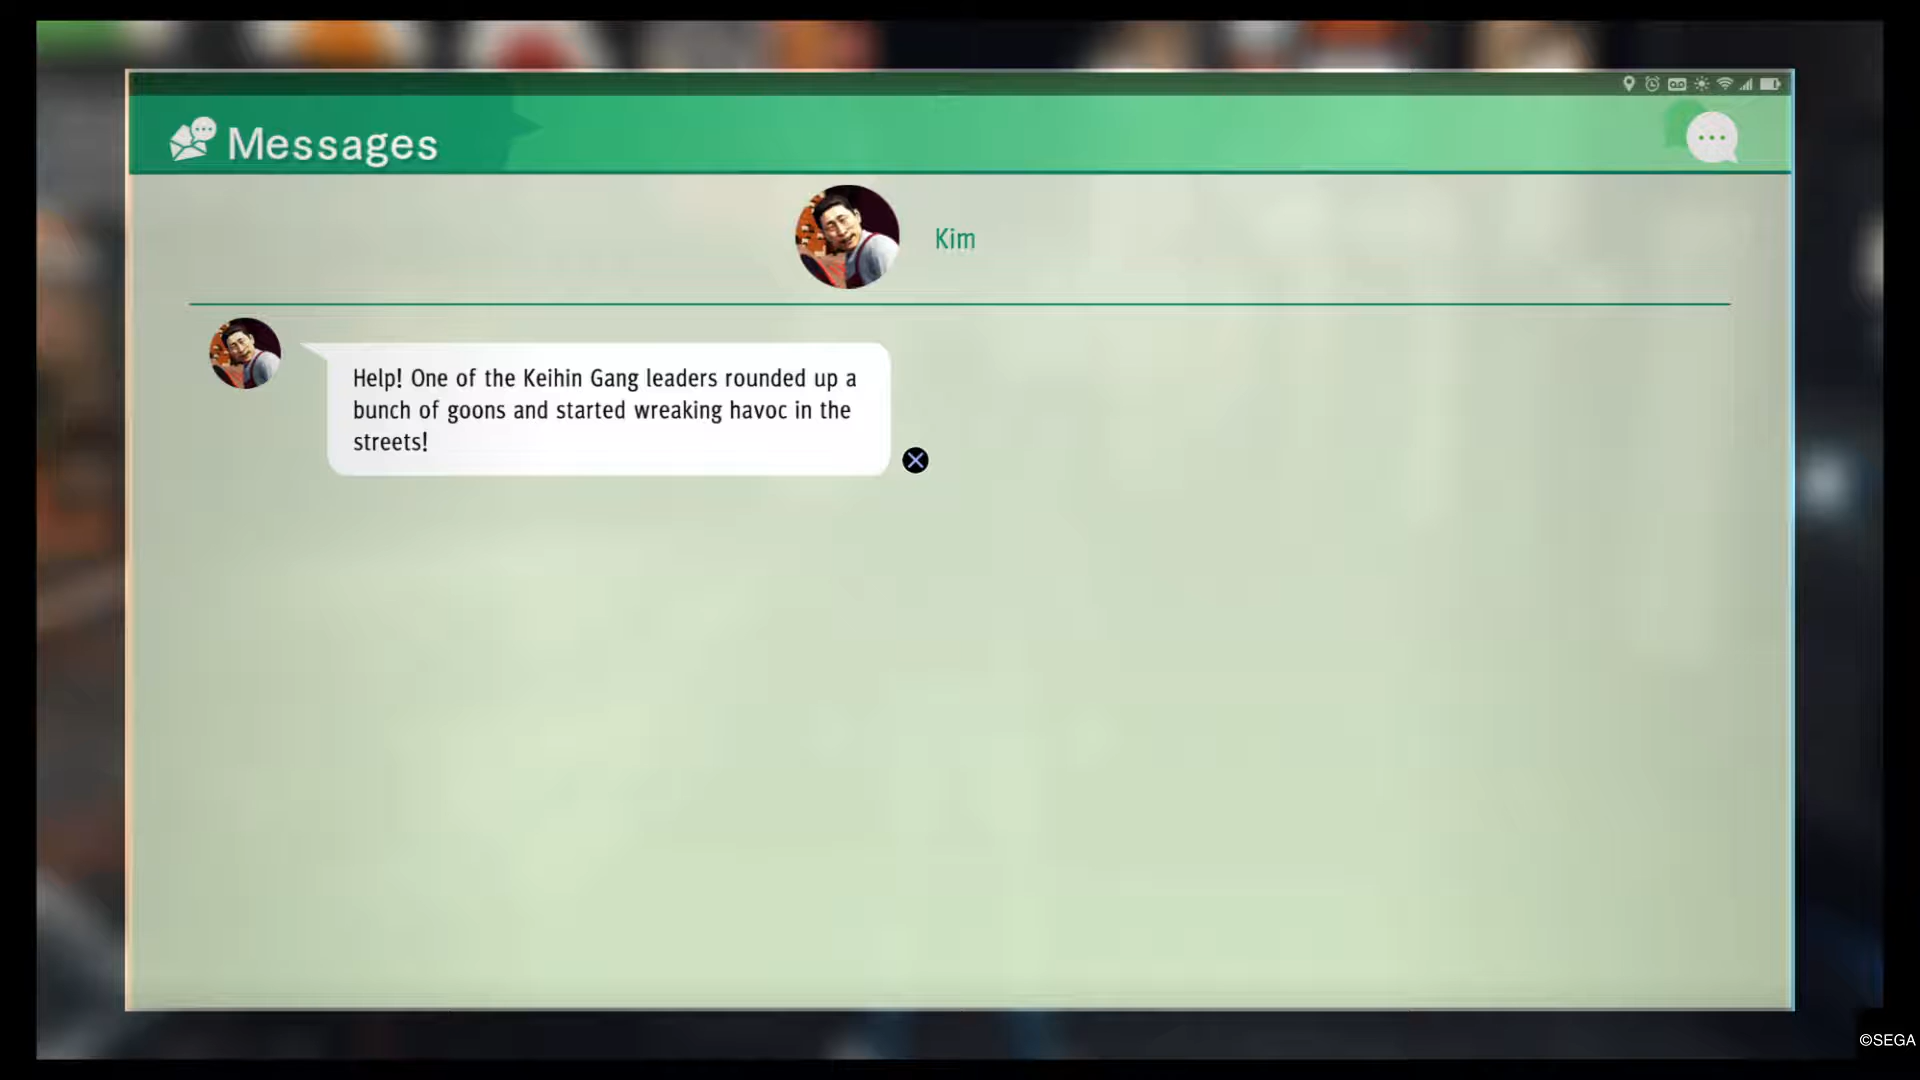 Messages
Kim
Help! One of the Keihin Gang leaders rounded up a
bunch of goons and started wreaking havoc in the
streets!
©SEGA